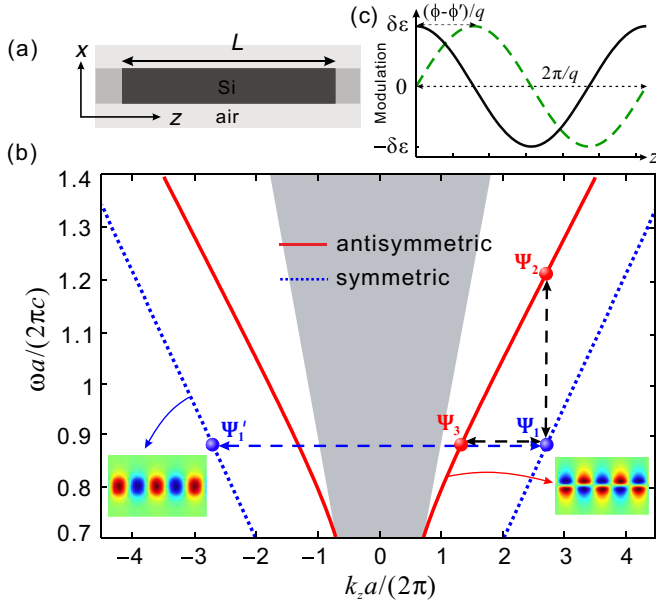 (a)
x
L
Si
z
air
(c)
Modulation
δε
0
−δε
(ϕ-ϕ′)/q
2π/q
z
(b)
ωa/(2πc)
1.4
1.3
1.2
1.1
1
0.9
0.8
0.7
antisymmetric
symmetric
Ψ2
Ψ1′
Ψ3
Ψ1
−4 −3 −2 −1 0 1 2 3 4
kza/(2π)